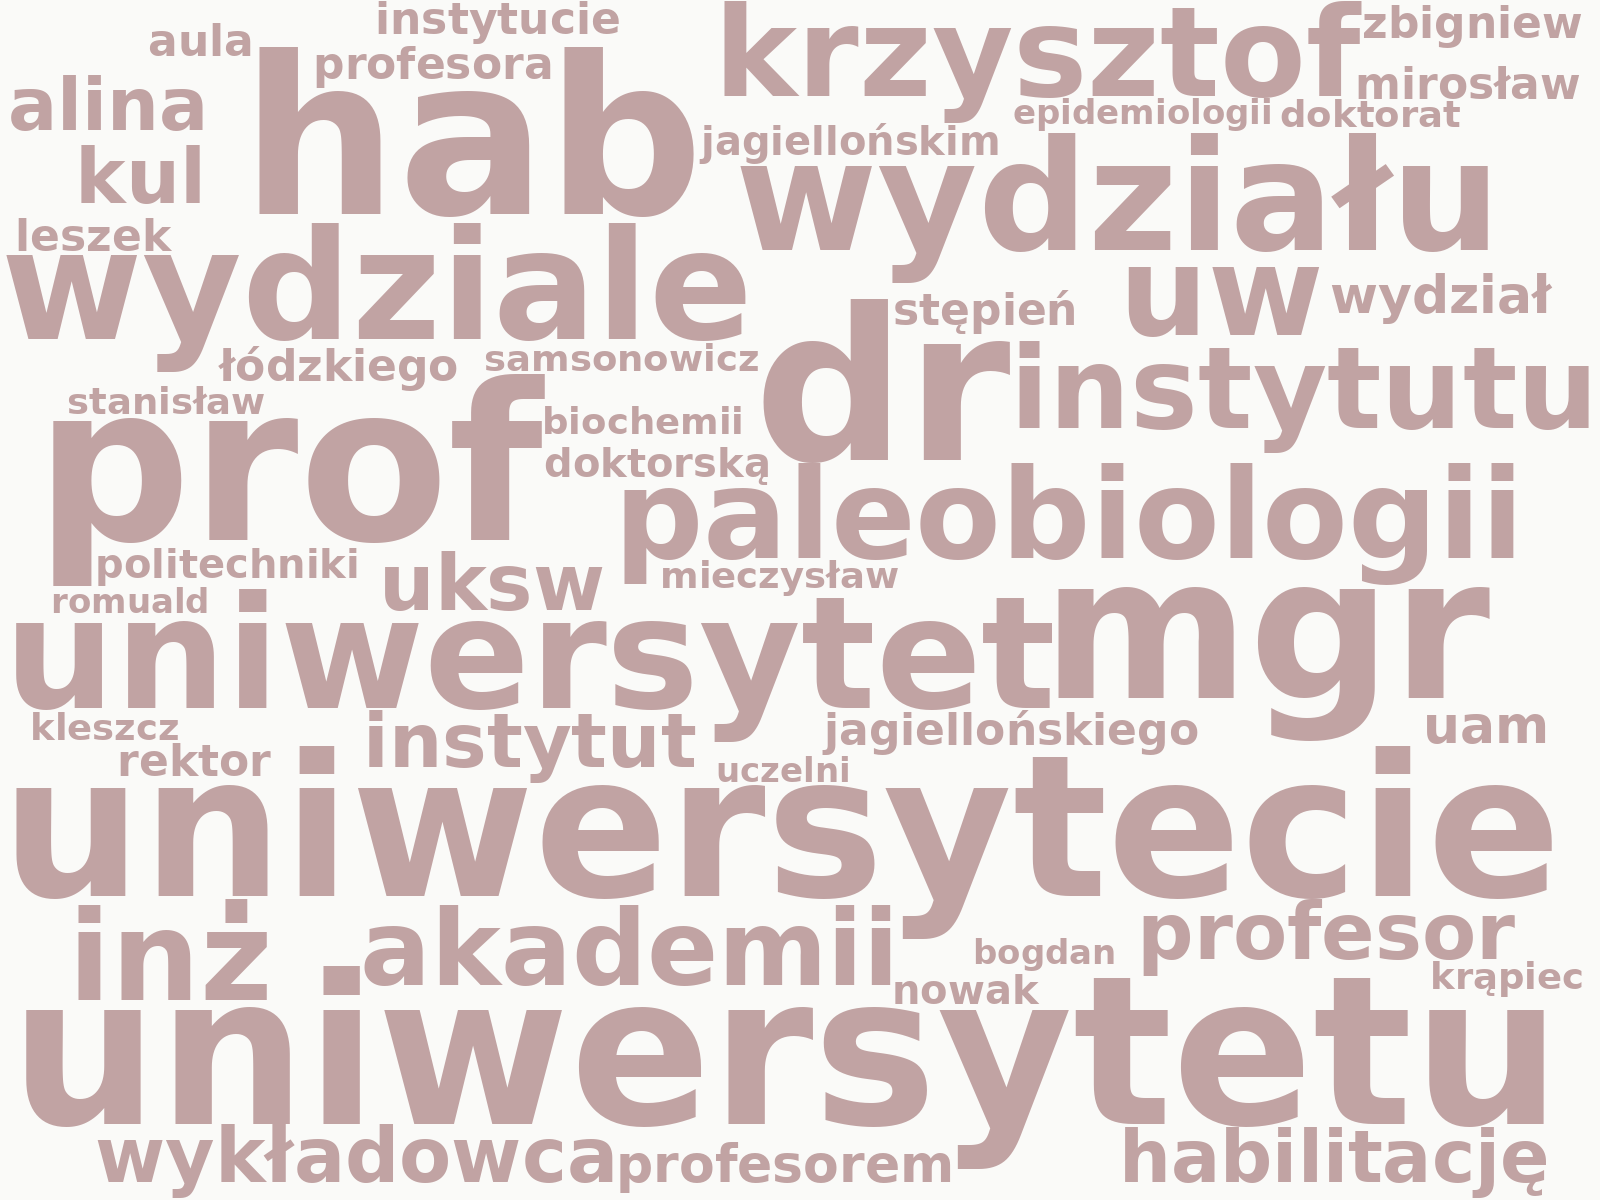 instytucie
krzysztof
zbigniew
aula
profesora
hab
alina
mirosław
epidemiologii
doktorat
jagiellońskim
kul
wydziału
leszek
wydziale
uw
wydział
stępień
dr
łódzkiego
samsonowicz
instytutu
stanisław
prof
biochemii
doktorską
paleobiologii
politechniki
uksw
mieczysław
romuald
uniwersytet
mgr
kleszcz
instytut
jagiellońskiego
uam
rektor
uczelni
uniwersytecie
inż
akademii
bogdan
profesor
nowak
krąpiec
uniwersytetu
wykładowca
profesorem
habilitację